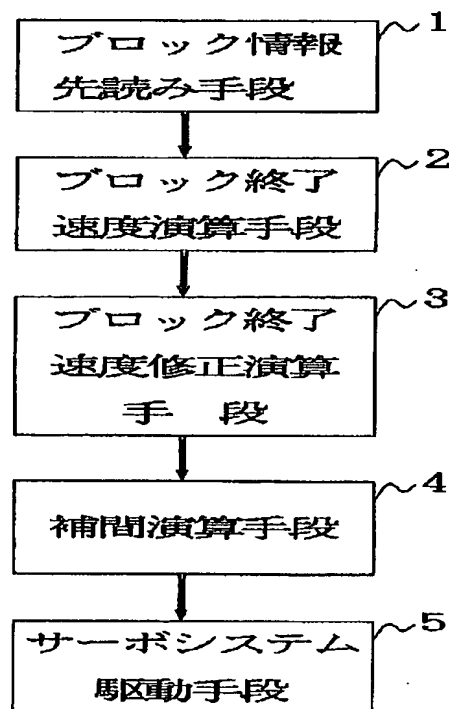 1
ブロック情報
先読み手段
2
ブロック終了
速度演算手段
3
ブロック終了
速度修正演算
手　段
4
補間演算手段
5
サーボシステム
駆動手段